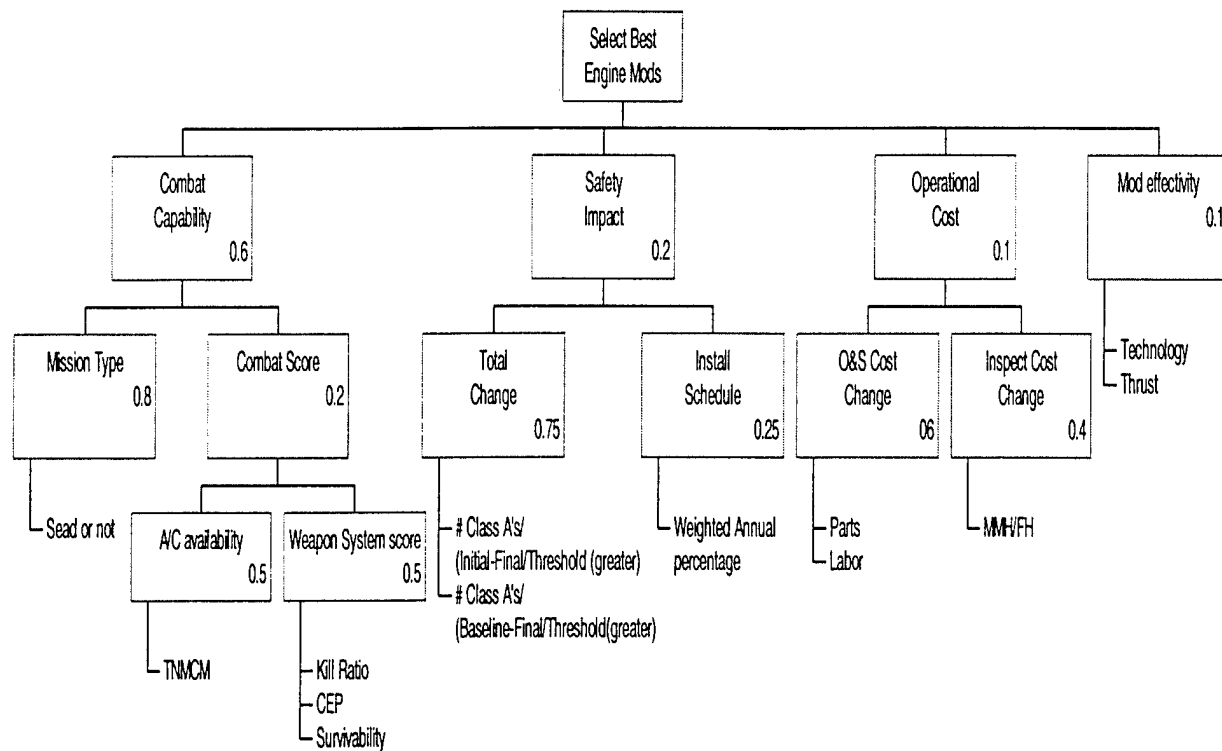 Select Best
Engine Mods
Combat
Capability
0.6
Safety
Impact
0.2
Operational
Cost
0.1
Mod effectivity
0.1
Mission Type
0.8
Combat Score
0.2
Total
Change
0.75
Install
Schedule
0.25
O&S Cost
Change
06
Inspect Cost
Change
0.4
Technology
Thrust
Sead or not
A/C availability
0.5
Weapon System score
0.5
# Class A's/
(Initial-Final/Threshold (greater)
# Class A's/
(Baseline-Final/Threshold(greater)
Weighted Annual
percentage
Parts
Labor
MMH/FH
TNMCM
Kill Ratio
CEP
Survivability